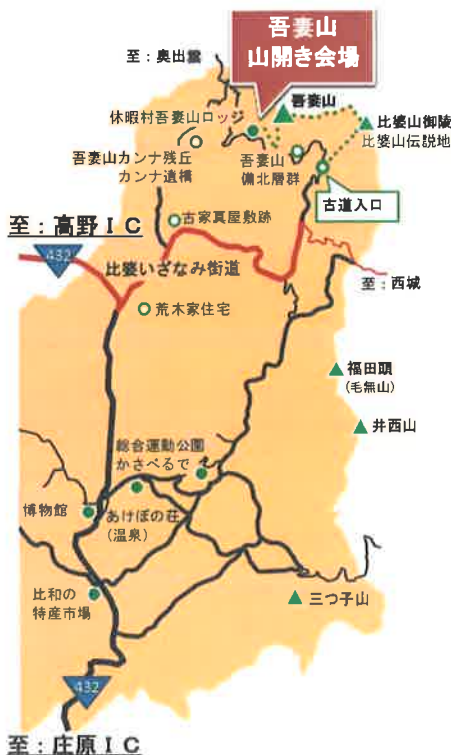 吾妻山
山開き会場
至：奥出雲
吾妻山
休暇村吾妻山ロッジ
比婆山御陵
比婆山伝説地
吾妻山カンナ残丘
カンナ遺橋
吾妻山
備北層群
古道入口
古家真屋敷跡
至：高野ＩＣ
432
比婆いざなみ街道
至：西城
荒木家住宅
福田頭
(毛無山)
井西山
総合運動公園
かさべるで
博物館
あけぼの荘
(温泉)
比和の
特産市場
三つ子山
432
至：庄原ＩＣ